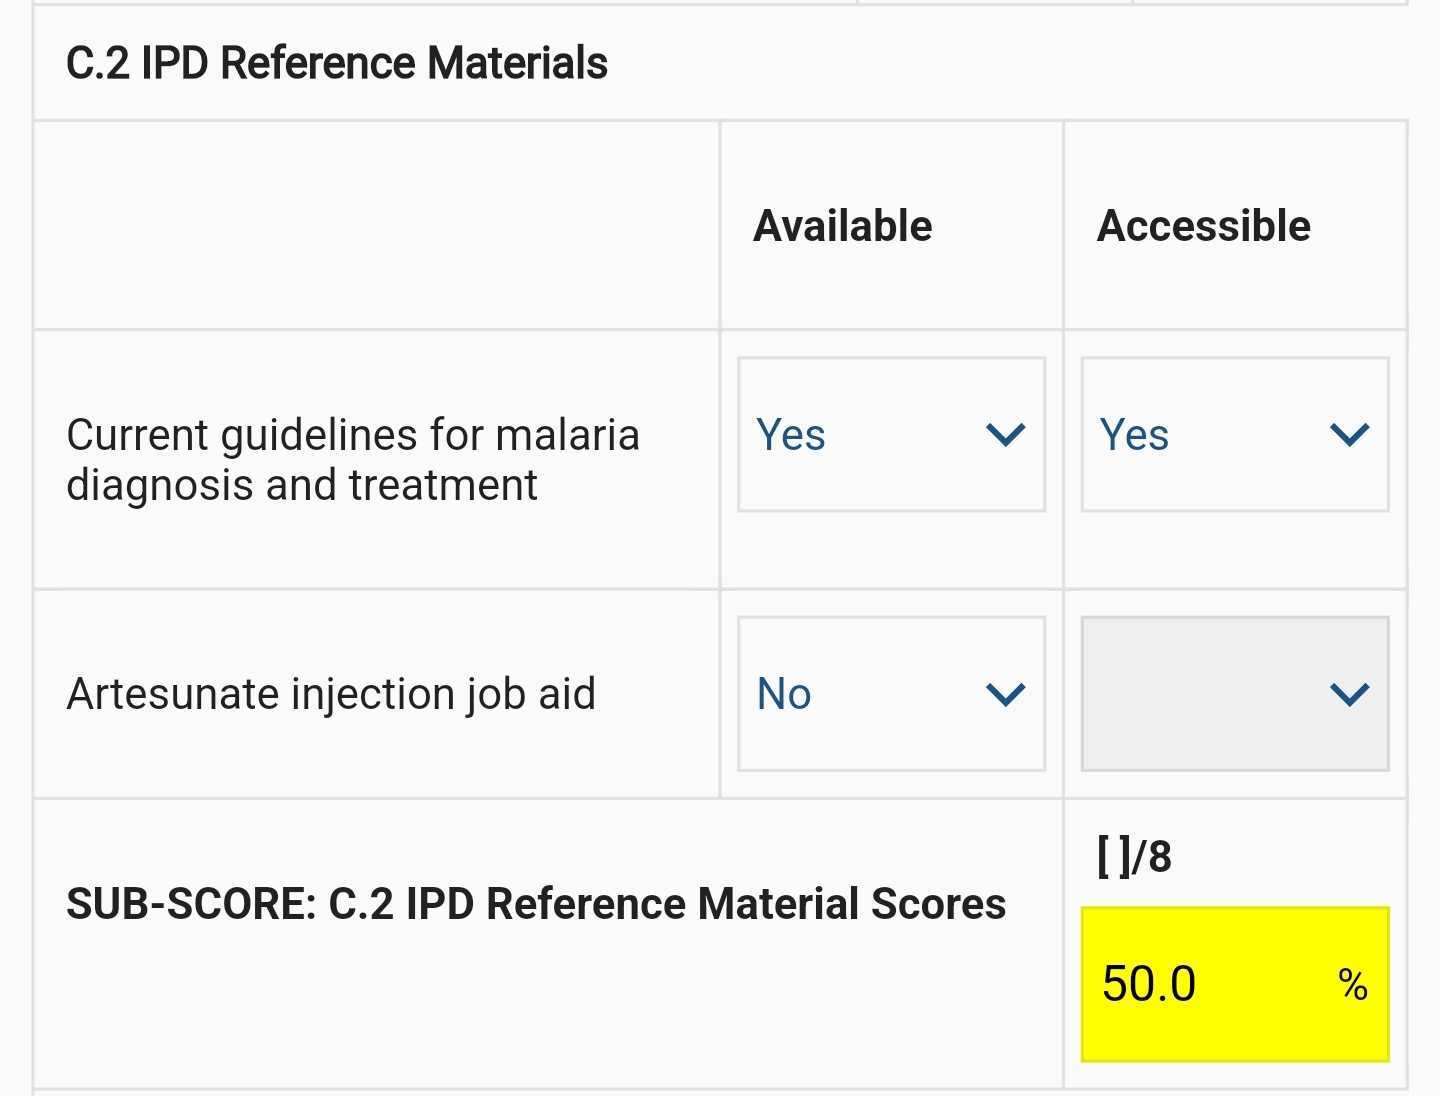 C.2 IPD Reference Materials
Available
Accessible
Current guidelines for malaria
diagnosis and treatment
Yes
Yes
Artesunate injection job aid
No
SUB-SCORE: C.2 IPD Reference Material Scores
[ ]/8
50.0 %